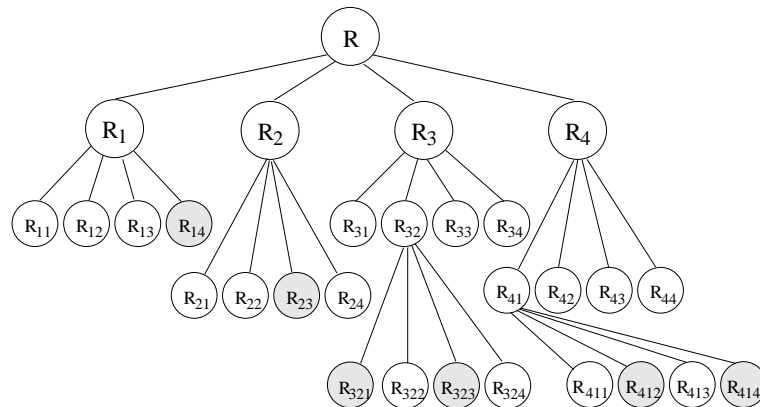 R
R₁ R₂ R₃ R₄
R₁₁ R₁₂ R₁₃ R₁₄ R₃₁ R₃₂ R₃₃ R₃₄
R₂₁ R₂₂ R₂₃ R₂₄ R₄₁ R₄₂ R₄₃ R₄₄
R₃₂₁ R₃₂₂ R₃₂₃ R₃₂₄ R₄₁₁ R₄₁₂ R₄₁₃ R₄₁₄